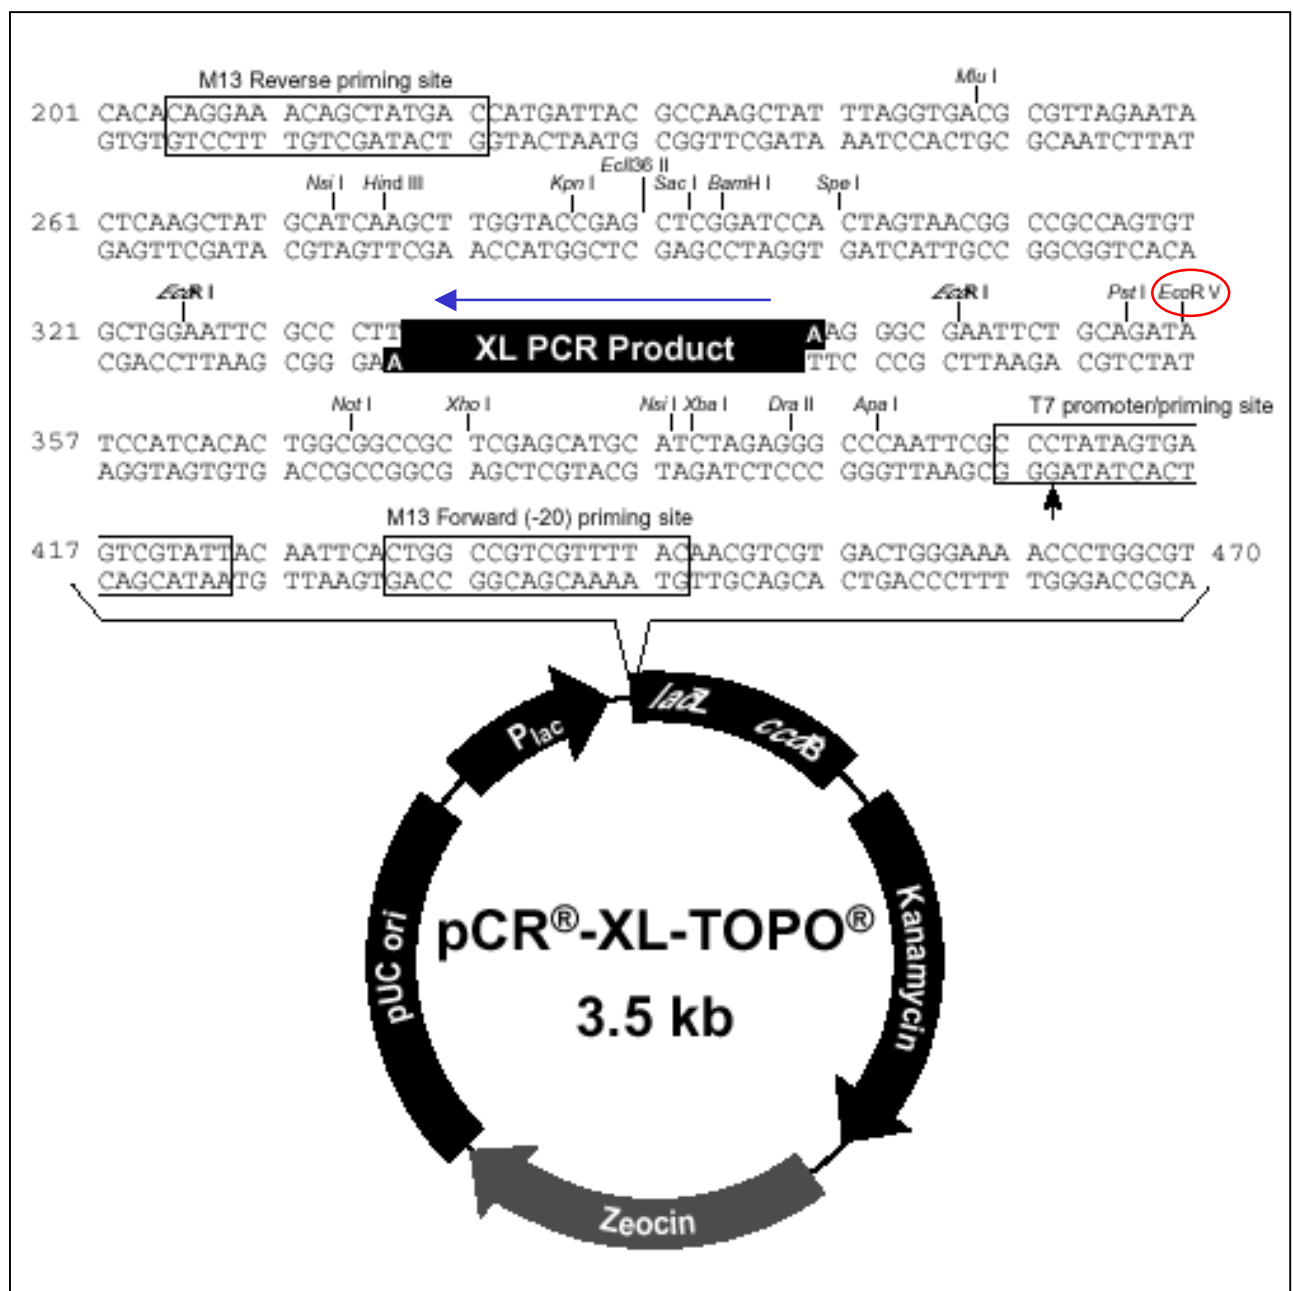 M13 Reverse priming site
Mlu I
201 CACACAGGAA ACAGCTATGA CCATGATTAC GCCAAGCTAT TTAGGTGACG CGTTAGAATA
GTGTGTCCTT TGTCGATACT GGTACTAATG CGGTTCGATA AATCCACTGC GCAATCTTAT
Nsi I Hind III Kpn I Ecll36 II Sac I BamH I Spe I
261 CTCAAGCTAT GCATCAAGCT TGGTACCGAG CTCGGATCCA CTAGTAACGG CCGCCAGTGT
GAGTTCGATA CGTAGTTCGA ACCATGGCTC GAGCCTAGGT GATCATTGCC GGCGGTCACA
EcoR I EcoR I Pst I EcoR V
321 GCTGGAATTC GCC CTT XL PCR Product A AG GGC GAATTCT GCAGATA
CGACCTTAAG CGG GA A TTC CCG CTTAAGA CGTCTAT
Not I Xho I Nsi I Xba I Dra II Apa I T7 promoter/priming site
357 TCCATCACAC TGGCGGCCGC TCGAGCATGC ATCTAGAGGG CCCAATTCGC CCTATAGTGA
AGGTAGTGTG ACCGCCGGCG AGCTCGTACG TAGATCTCCC GGGTTAAGCG GGATATCACT
M13 Forward (-20) priming site
417 GTCGTATTAC AATTCACTGG CCGTCGTTTT ACAACGTCGT GACTGGGAAA ACCCTGGCGT 470
CAGCATAATG TTAAGTGACC GGCAGCAAAA TGTTGCAGCA CTGACCCTTT TGGGACCGCA
Plac
lacZ
ccdB
Kanamycin
Zeocin
pUC ori
pCR®-XL-TOPO®
3.5 kb